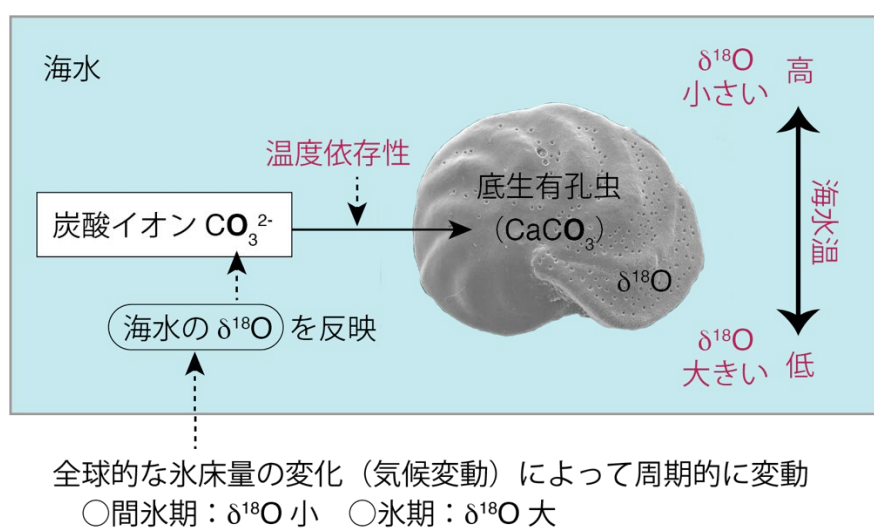 海水
δ¹⁸O
小さい
高
温度依存性
底生有孔虫
(CaCO₃)
炭酸イオン CO₃²⁻
δ¹⁸O
海水温
海水の δ¹⁸O を反映
δ¹⁸O
大きい
低
全球的な氷床量の変化(気候変動)によって周期的に変動
○間氷期:δ¹⁸O 小 ○氷期:δ¹⁸O 大